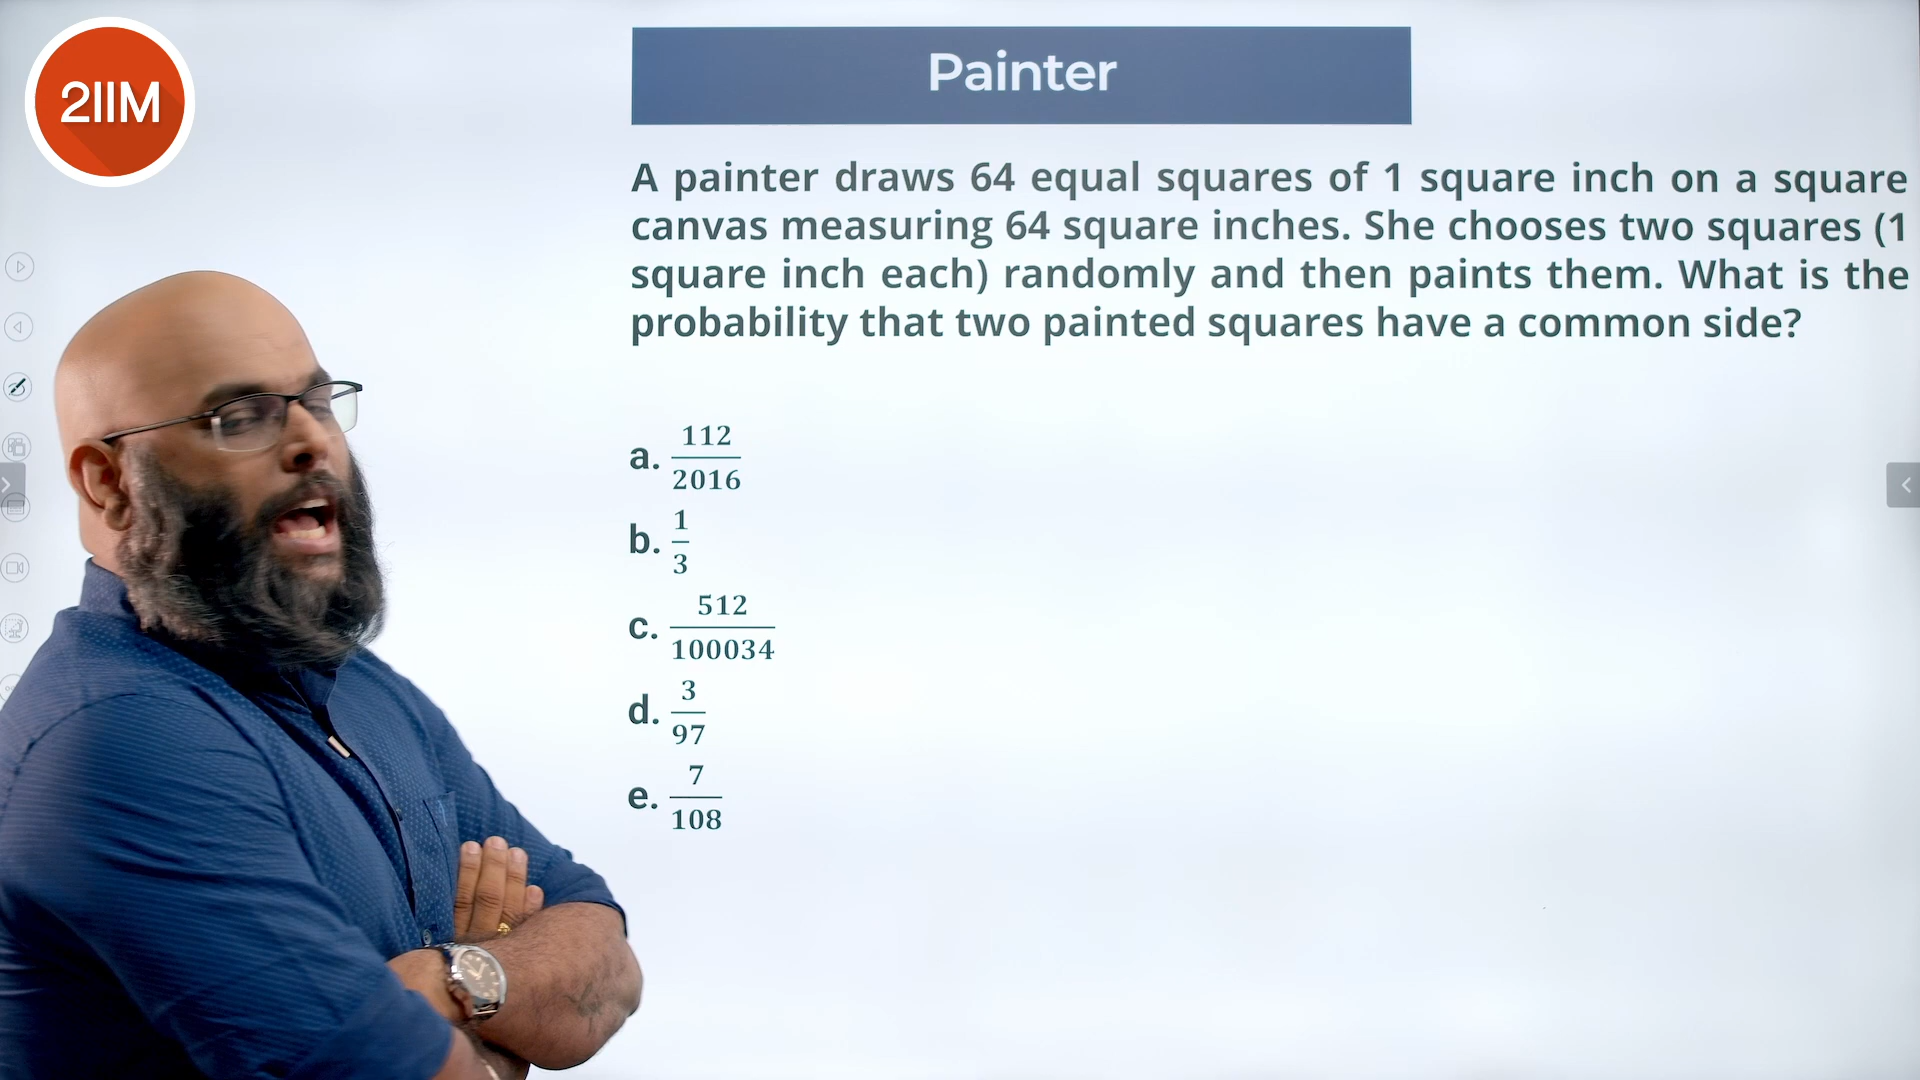 2IIM
Painter
A painter draws 64 equal squares of 1 square inch on a square
canvas measuring 64 square inches. She chooses two squares (1
square inch each) randomly and then paints them. What is the
probability that two painted squares have a common side?
a. 112/2016
b. 1/3
c. 512/100034
d. 3/97
e. 7/108